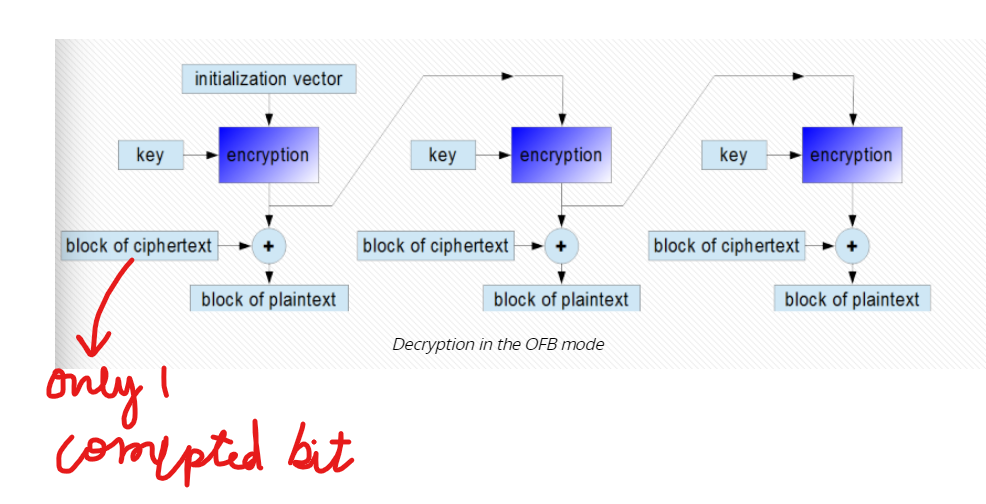 initialization vector
key
encryption
key
encryption
key
encryption
block of ciphertext
+
block of ciphertext
+
block of ciphertext
+
block of plaintext
block of plaintext
block of plaintext
Decryption in the OFB mode
only 1
corrupted bit